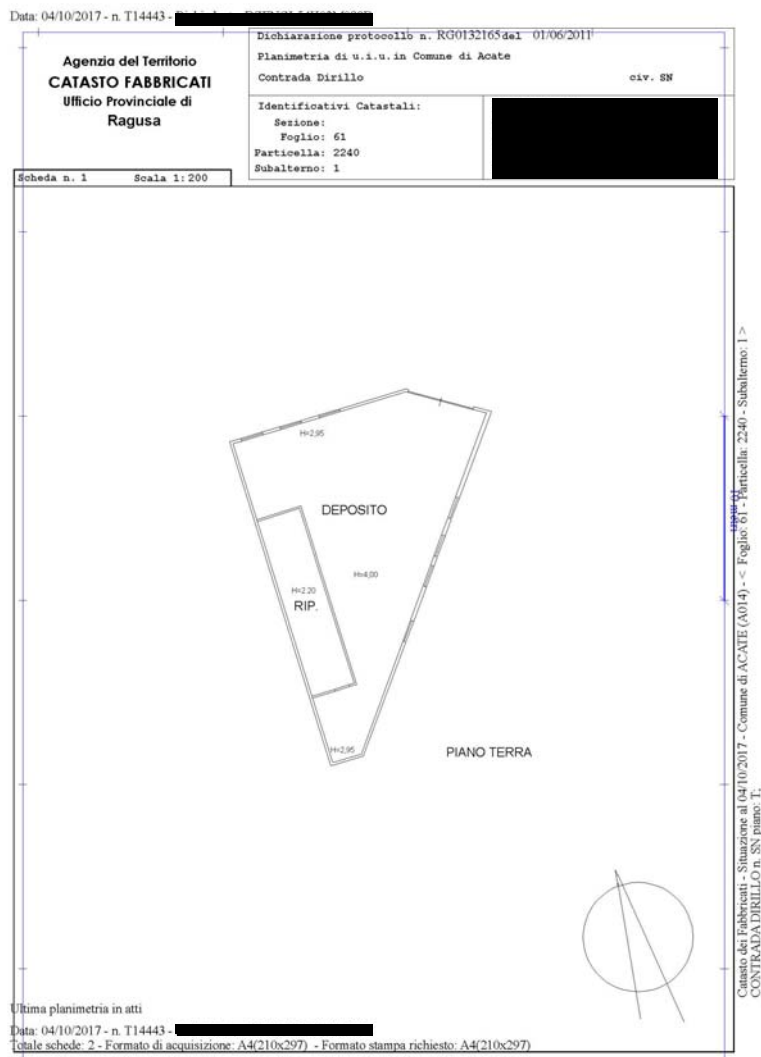 Data: 04/10/2017 - n. T14443 -
Agenzia del Territorio
CATASTO FABBRICATI
Ufficio Provinciale di
Ragusa
Dichiarazione protocollo n. RG0132165 del 01/06/2011
Planimetria di u.i.u. in Comune di Acate
Contrada Dirillo civ. SN
Identificativi Catastali:
Sezione:
Foglio: 61
Particella: 2240
Subalterno: 1
Scheda n. 1 Scala 1:200
H=2,95
DEPOSITO
H=4,00
H=2.20
RIP.
H=2,95
PIANO TERRA
10 metri
Catasto dei Fabbricati - Situazione al 04/10/2017 - Comune di ACATE (A014) - < Foglio: 61 - Particella: 2240 - Subalterno: 1 >
CONTRADA DIRILLO n. SN piano: T;
Ultima planimetria in atti
Data: 04/10/2017 - n. T14443 -
Totale schede: 2 - Formato di acquisizione: A4(210x297) - Formato stampa richiesto: A4(210x297)